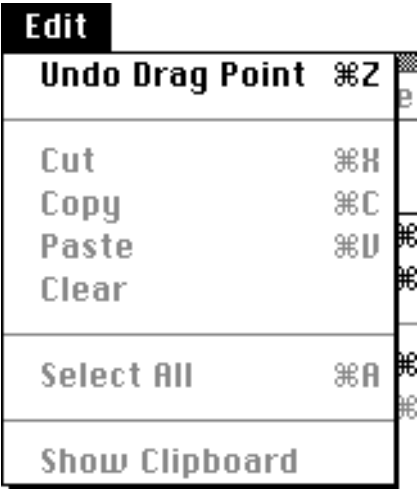 Edit
Undo Drag Point ⌘Z
Cut ⌘X
Copy ⌘C
Paste ⌘V
Clear
Select All ⌘A
Show Clipboard